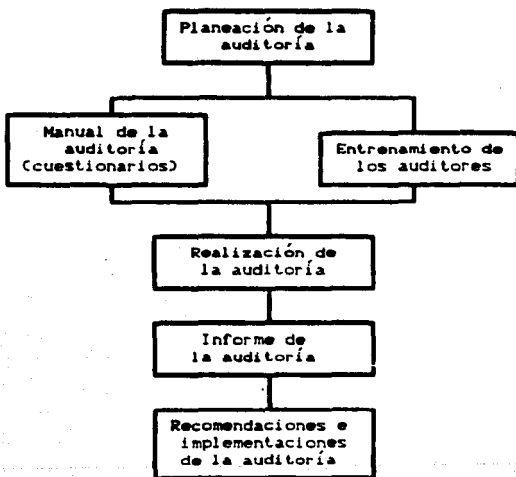 Planeación de la
auditoría
Manual de la
auditoría
(cuestionarios)
Entrenamiento de
los auditores
Realización de
la auditoría
Informe de
la auditoría
Recomendaciones e
implementaciones
de la auditoría